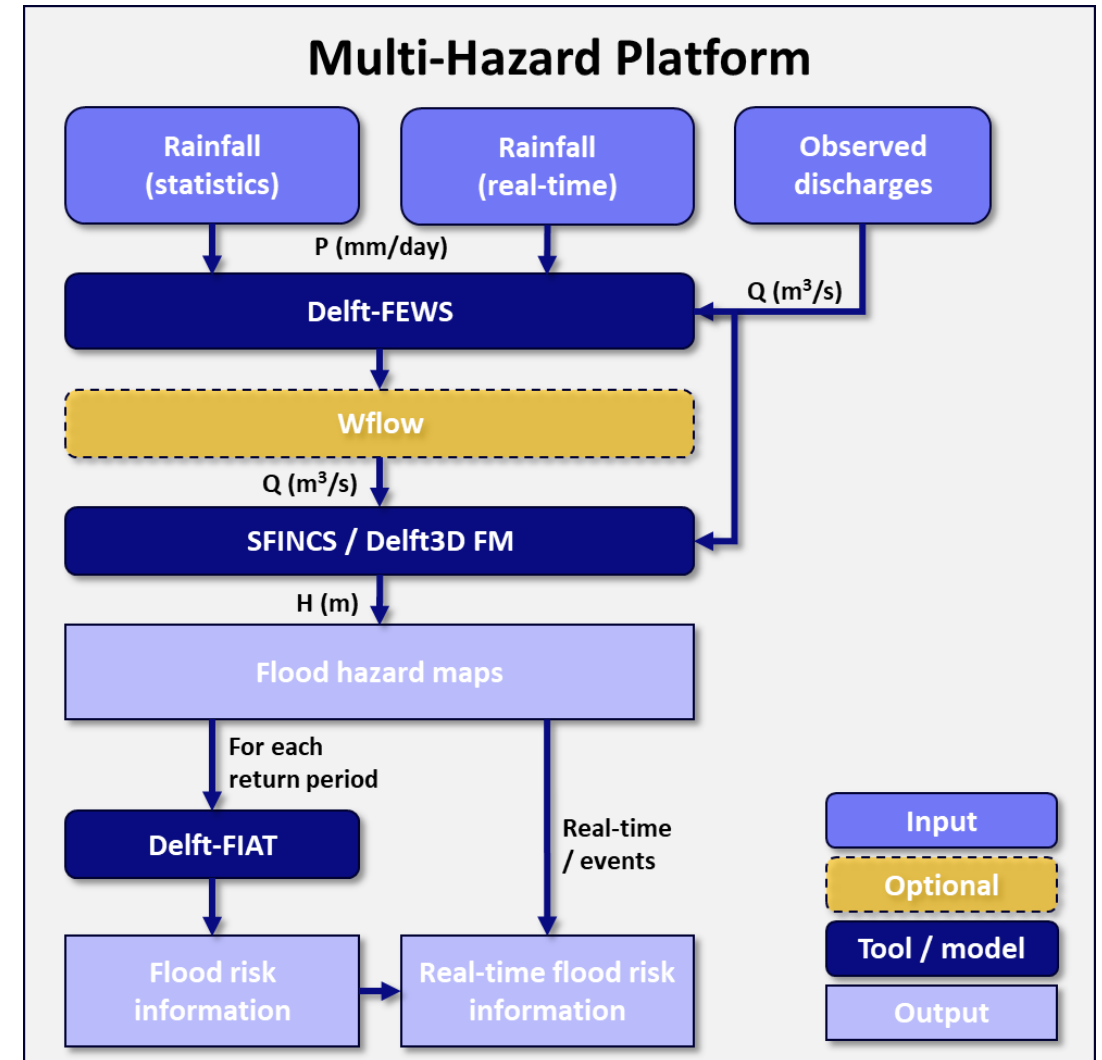 Multi-Hazard Platform
Rainfall
(statistics)
Rainfall
(real-time)
Observed
discharges
P (mm/day)
Q (m³/s)
Delft-FEWS
Wflow
Q (m³/s)
SFINCS / Delft3D FM
H (m)
Flood hazard maps
For each
return period
Delft-FIAT
Real-time
/ events
Flood risk
information
Real-time flood risk
information
Input
Optional
Tool / model
Output